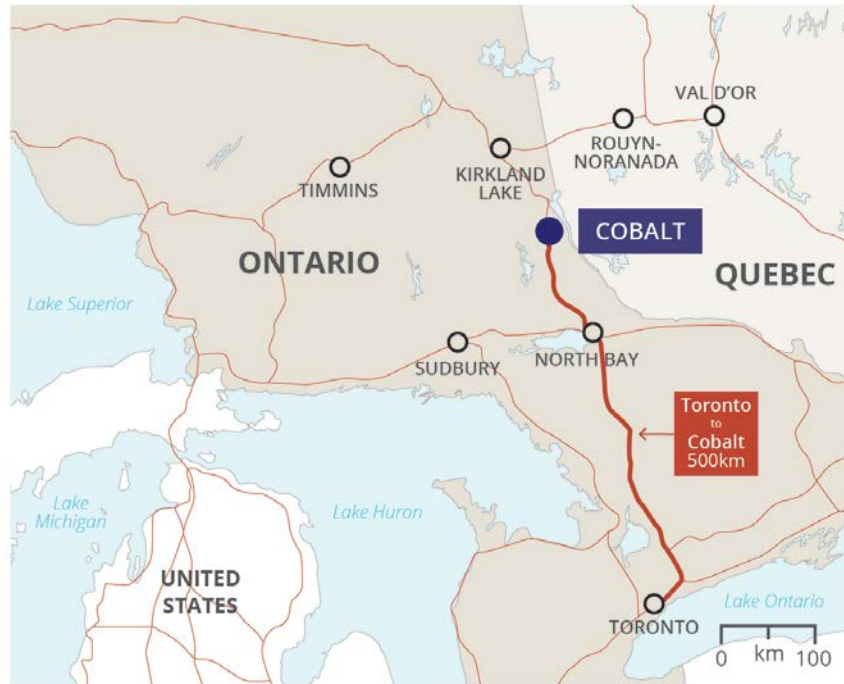 VAL D'OR
ROUYN-
NORANADA
KIRKLAND
LAKE
TIMMINS
COBALT
ONTARIO
QUEBEC
Lake Superior
SUDBURY
NORTH BAY
Toronto
to
Cobalt
500km
Lake
Michigan
Lake Huron
UNITED
STATES
Lake Ontario
TORONTO
0 km 100